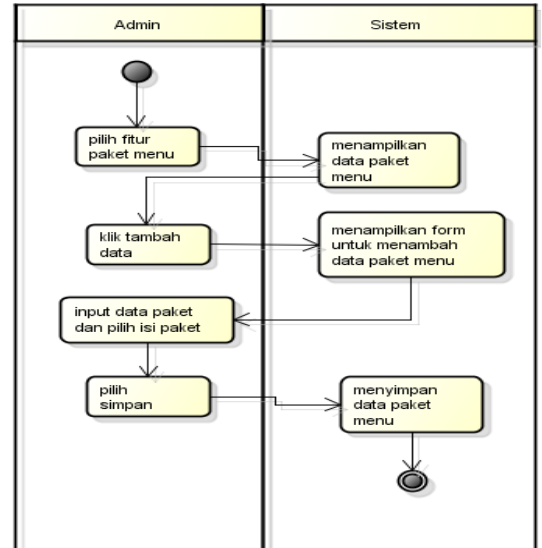 Admin
Sistem
pilih fitur
paket menu
menampilkan
data paket
menu
klik tambah
data
menampilkan form
untuk menambah
data paket menu
input data paket
dan pilih isi paket
pilih
simpan
menyimpan
data paket
menu